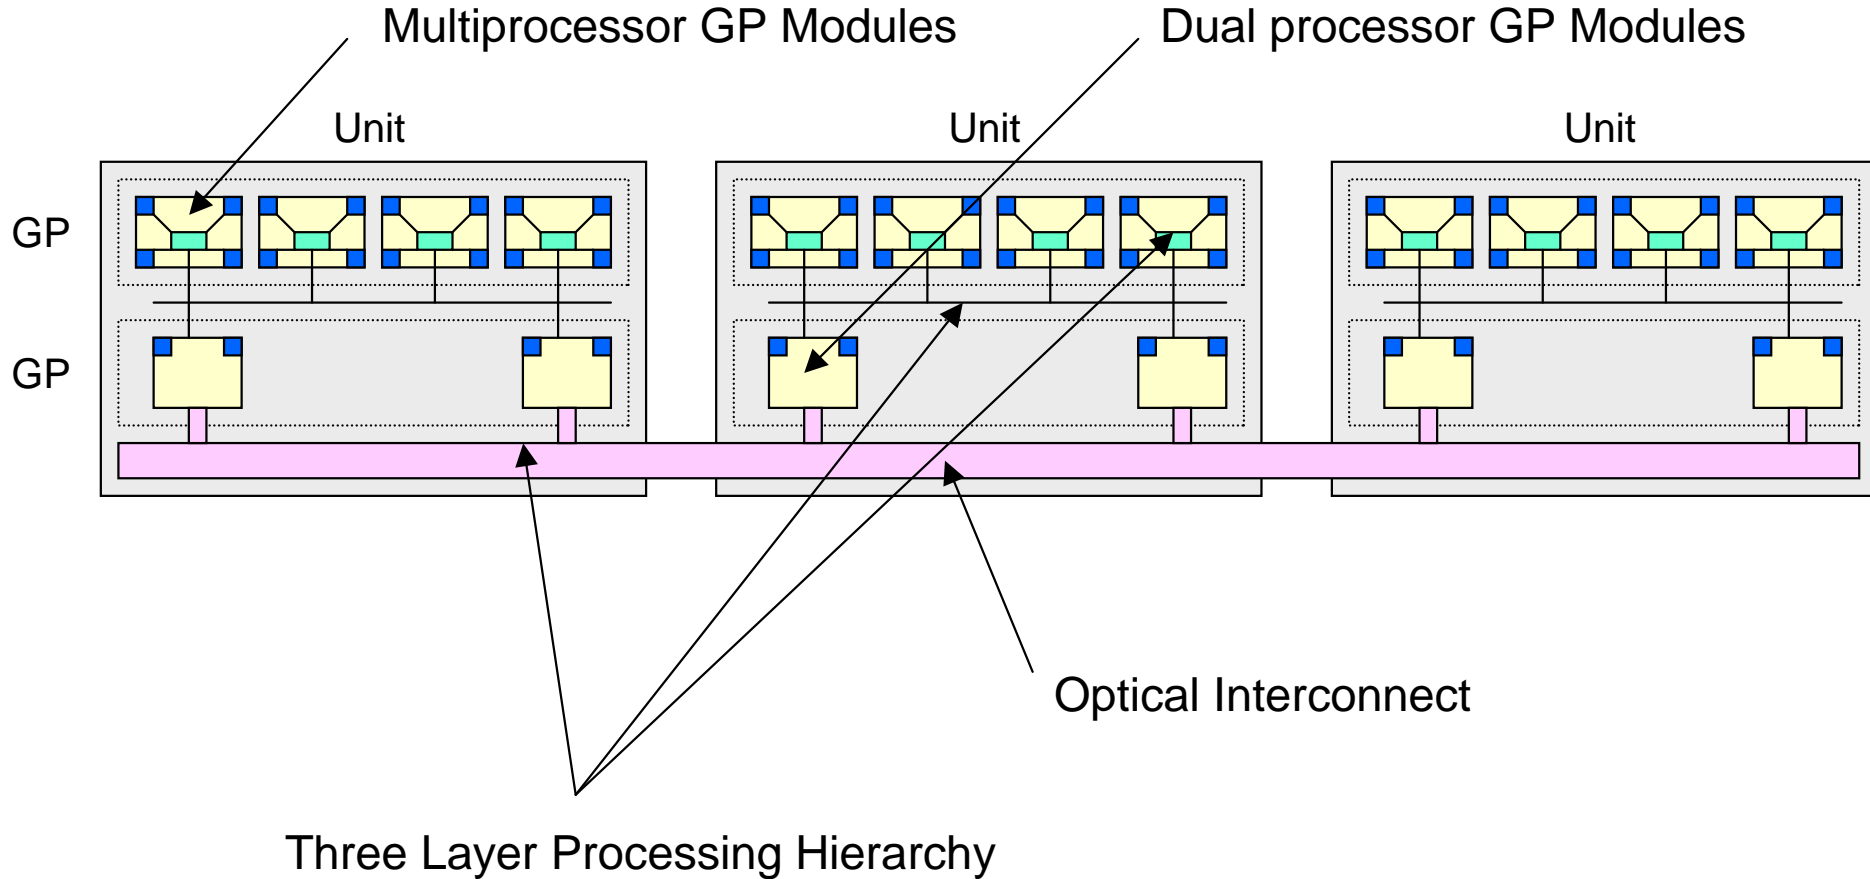 Multiprocessor GP Modules
Dual processor GP Modules
Unit
Unit
Unit
GP
GP
Optical Interconnect
Three Layer Processing Hierarchy